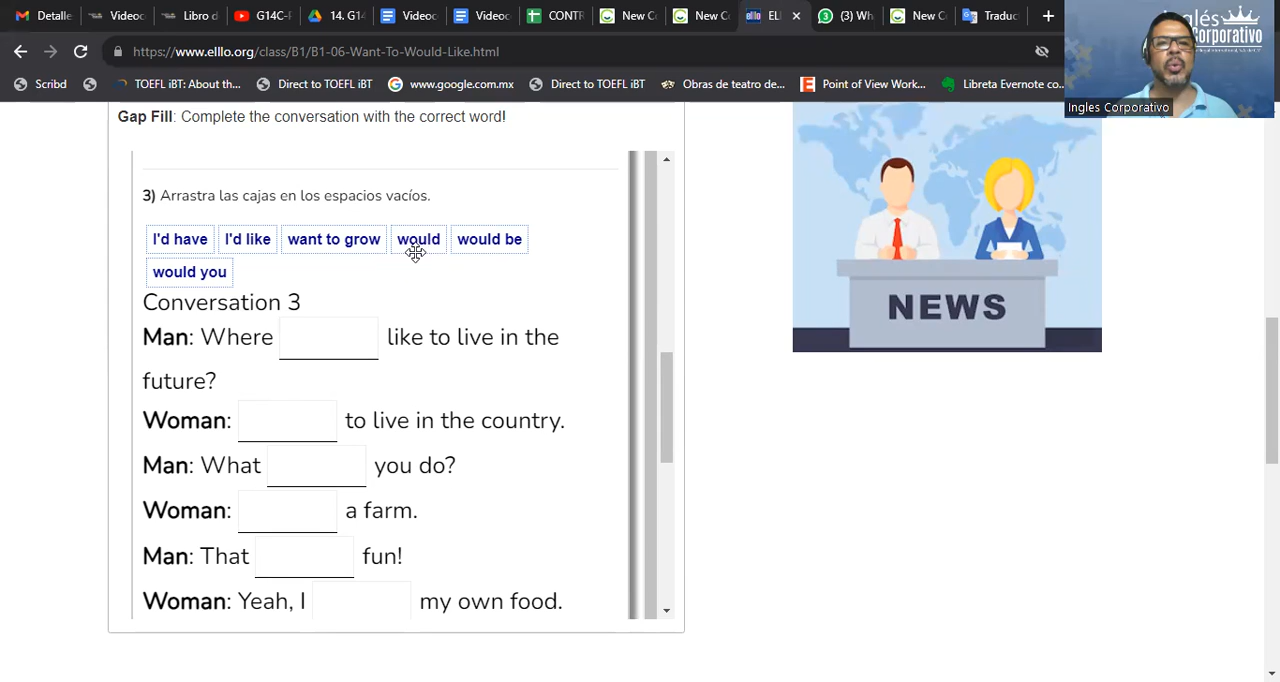 Detalle
Videoc
Libro d
G14C-F
14. G14
Videoc
Videoc
CONTR
New C
New C
ELI
(3) Wh
New C
Traduc
https://www.elllo.org/class/B1/B1-06-Want-To-Would-Like.html
Scribd
TOEFL iBT: About th...
Direct to TOEFL iBT
www.google.com.mx
Direct to TOEFL iBT
Obras de teatro de...
Point of View Work...
Libreta Evernote co...
Inglés
Corporativo
Ingles Corporativo
Gap Fill: Complete the conversation with the correct word!
3) Arrastra las cajas en los espacios vacíos.
I'd have I'd like want to grow would would be
would you
Conversation 3
Man: Where like to live in the
future?
Woman: to live in the country.
Man: What you do?
Woman: a farm.
Man: That fun!
Woman: Yeah, I my own food.
NEWS